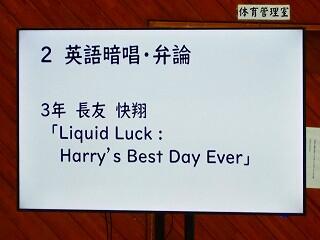 体育管理室
2 英語暗唱・弁論
3年 長友 快翔
「Liquid Luck :
Harry's Best Day Ever」